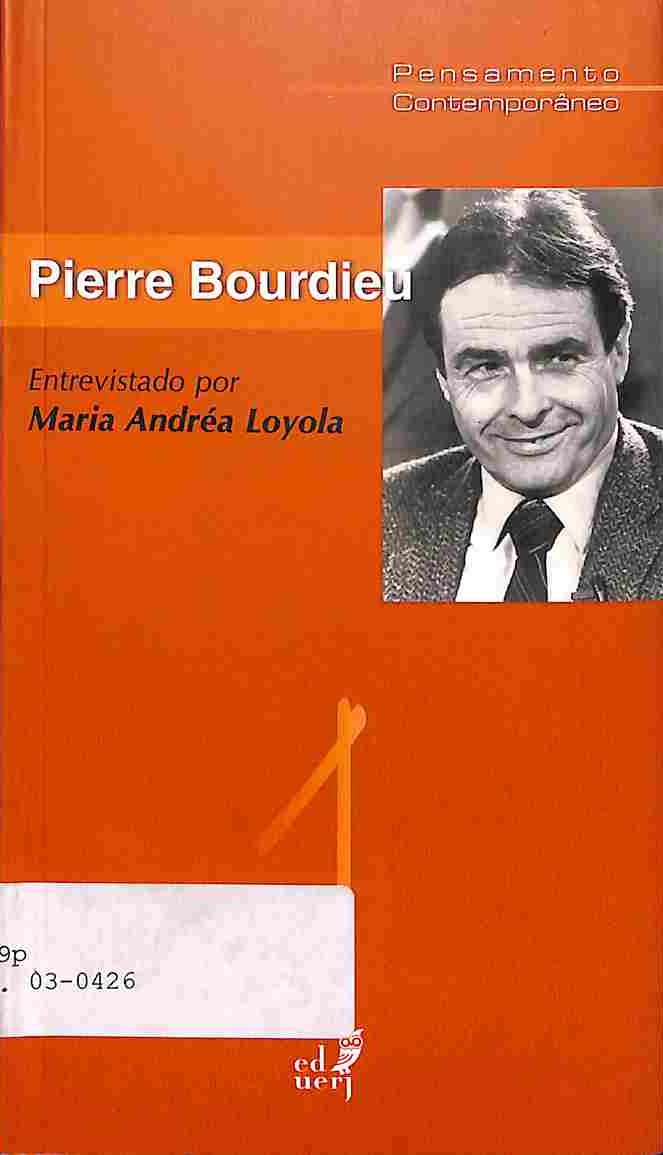 Pensamento
Contemporâneo
Pierre Bourdieu
Entrevistado por
Maria Andréa Loyola
9p
. 03-0426
ed
uerj